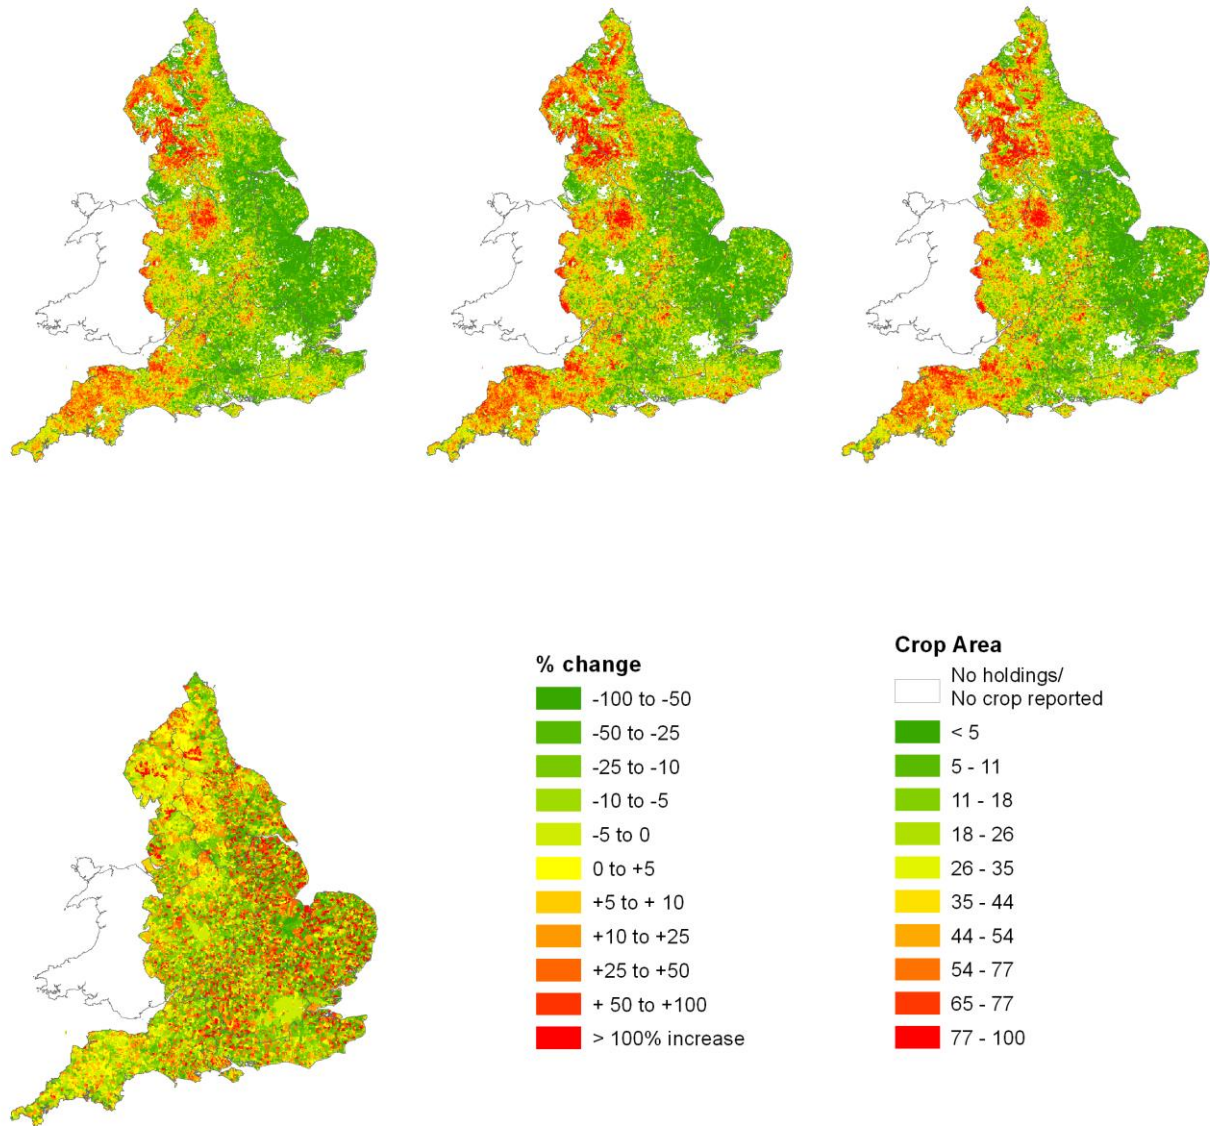 % change
-100 to -50
-50 to -25
-25 to -10
-10 to -5
-5 to 0
0 to +5
+5 to + 10
+10 to +25
+25 to +50
+ 50 to +100
> 100% increase
Crop Area
No holdings/
No crop reported
< 5
5 - 11
11 - 18
18 - 26
26 - 35
35 - 44
44 - 54
54 - 77
65 - 77
77 - 100